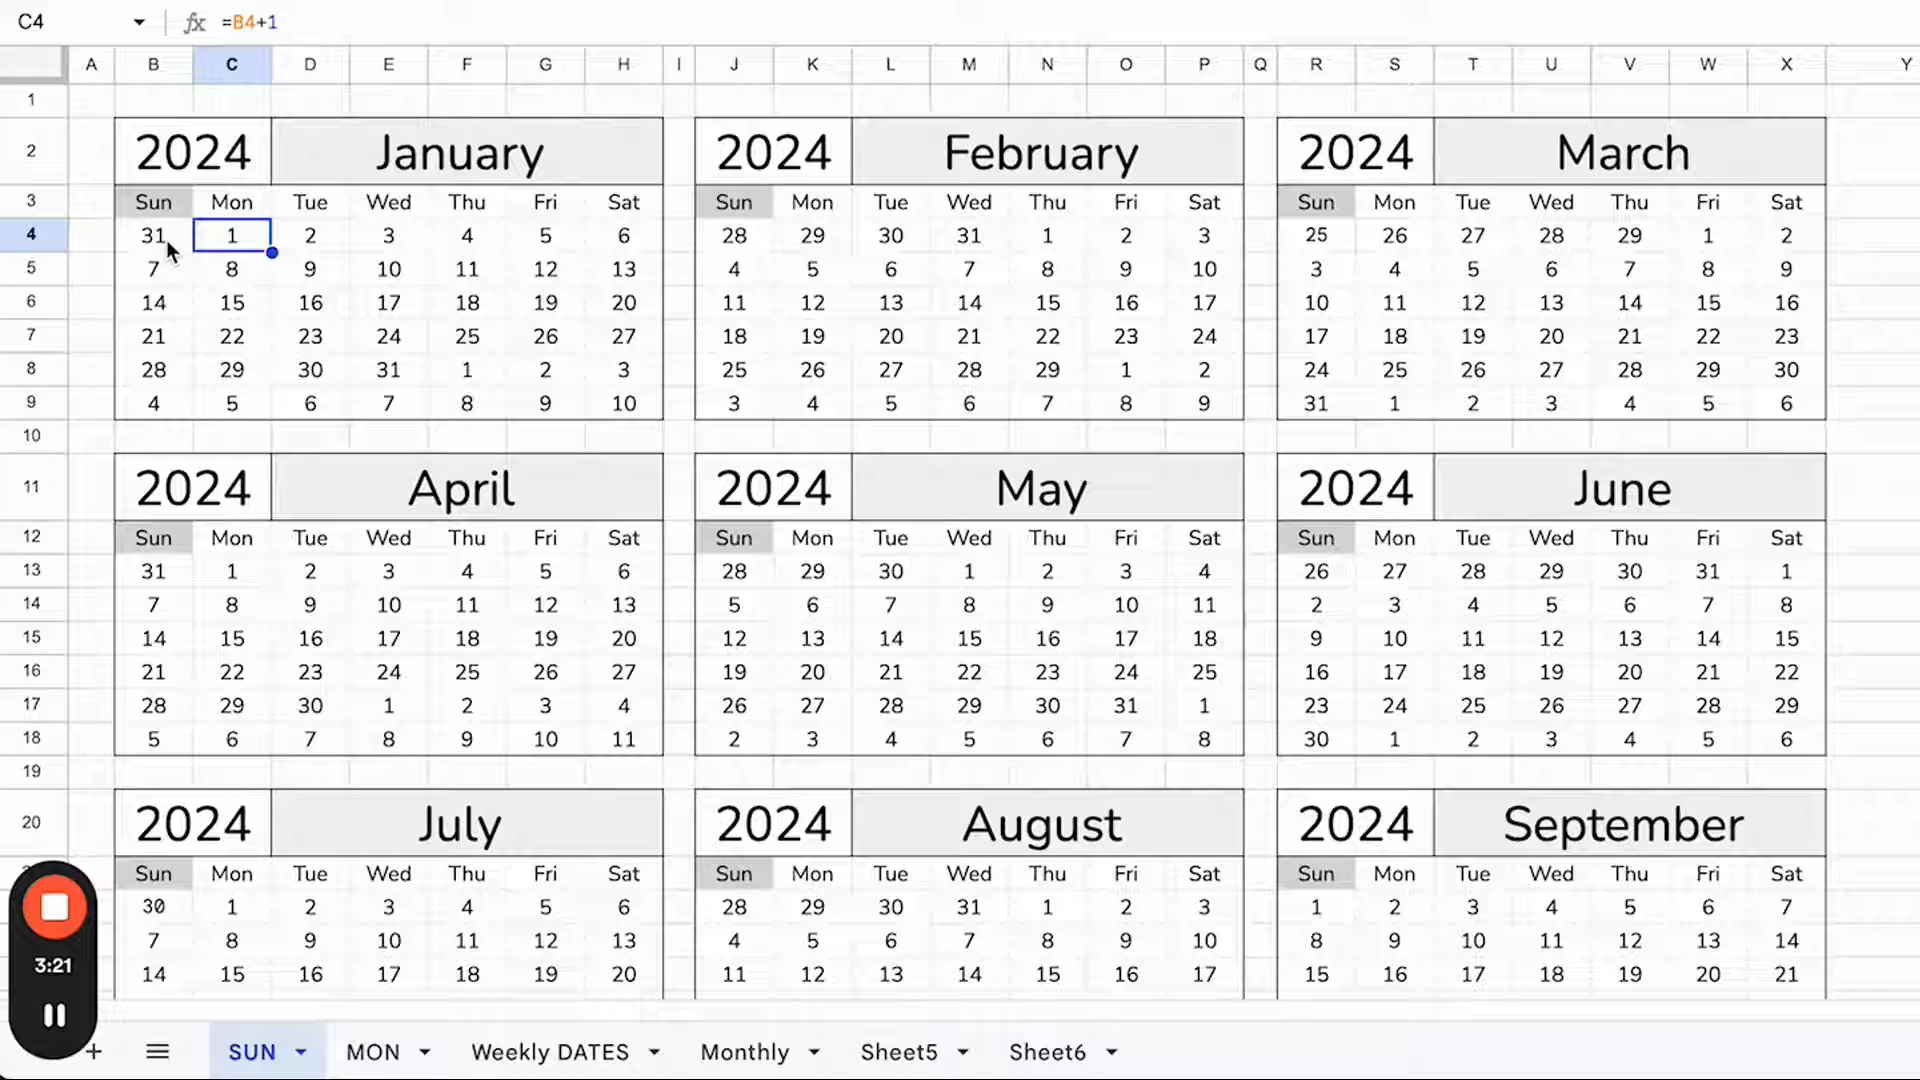 C4 fx =B4+1
A B C D E F G H I J K L M N O P Q R S T U V W X Y
1
2 2024 January 2024 February 2024 March
3 Sun Mon Tue Wed Thu Fri Sat Sun Mon Tue Wed Thu Fri Sat Sun Mon Tue Wed Thu Fri Sat
4 31 1 2 3 4 5 6 28 29 30 31 1 2 3 25 26 27 28 29 1 2
5 7 8 9 10 11 12 13 4 5 6 7 8 9 10 3 4 5 6 7 8 9
6 14 15 16 17 18 19 20 11 12 13 14 15 16 17 10 11 12 13 14 15 16
7 21 22 23 24 25 26 27 18 19 20 21 22 23 24 17 18 19 20 21 22 23
8 28 29 30 31 1 2 3 25 26 27 28 29 1 2 24 25 26 27 28 29 30
9 4 5 6 7 8 9 10 3 4 5 6 7 8 9 31 1 2 3 4 5 6
10
11 2024 April 2024 May 2024 June
12 Sun Mon Tue Wed Thu Fri Sat Sun Mon Tue Wed Thu Fri Sat Sun Mon Tue Wed Thu Fri Sat
13 31 1 2 3 4 5 6 28 29 30 1 2 3 4 26 27 28 29 30 31 1
14 7 8 9 10 11 12 13 5 6 7 8 9 10 11 2 3 4 5 6 7 8
15 14 15 16 17 18 19 20 12 13 14 15 16 17 18 9 10 11 12 13 14 15
16 21 22 23 24 25 26 27 19 20 21 22 23 24 25 16 17 18 19 20 21 22
17 28 29 30 1 2 3 4 26 27 28 29 30 31 1 23 24 25 26 27 28 29
18 5 6 7 8 9 10 11 2 3 4 5 6 7 8 30 1 2 3 4 5 6
19
20 2024 July 2024 August 2024 September
Sun Mon Tue Wed Thu Fri Sat Sun Mon Tue Wed Thu Fri Sat Sun Mon Tue Wed Thu Fri Sat
30 1 2 3 4 5 6 28 29 30 31 1 2 3 1 2 3 4 5 6 7
7 8 9 10 11 12 13 4 5 6 7 8 9 10 8 9 10 11 12 13 14
3:21
14 15 16 17 18 19 20 11 12 13 14 15 16 17 15 16 17 18 19 20 21
SUN MON Weekly DATES Monthly Sheet5 Sheet6